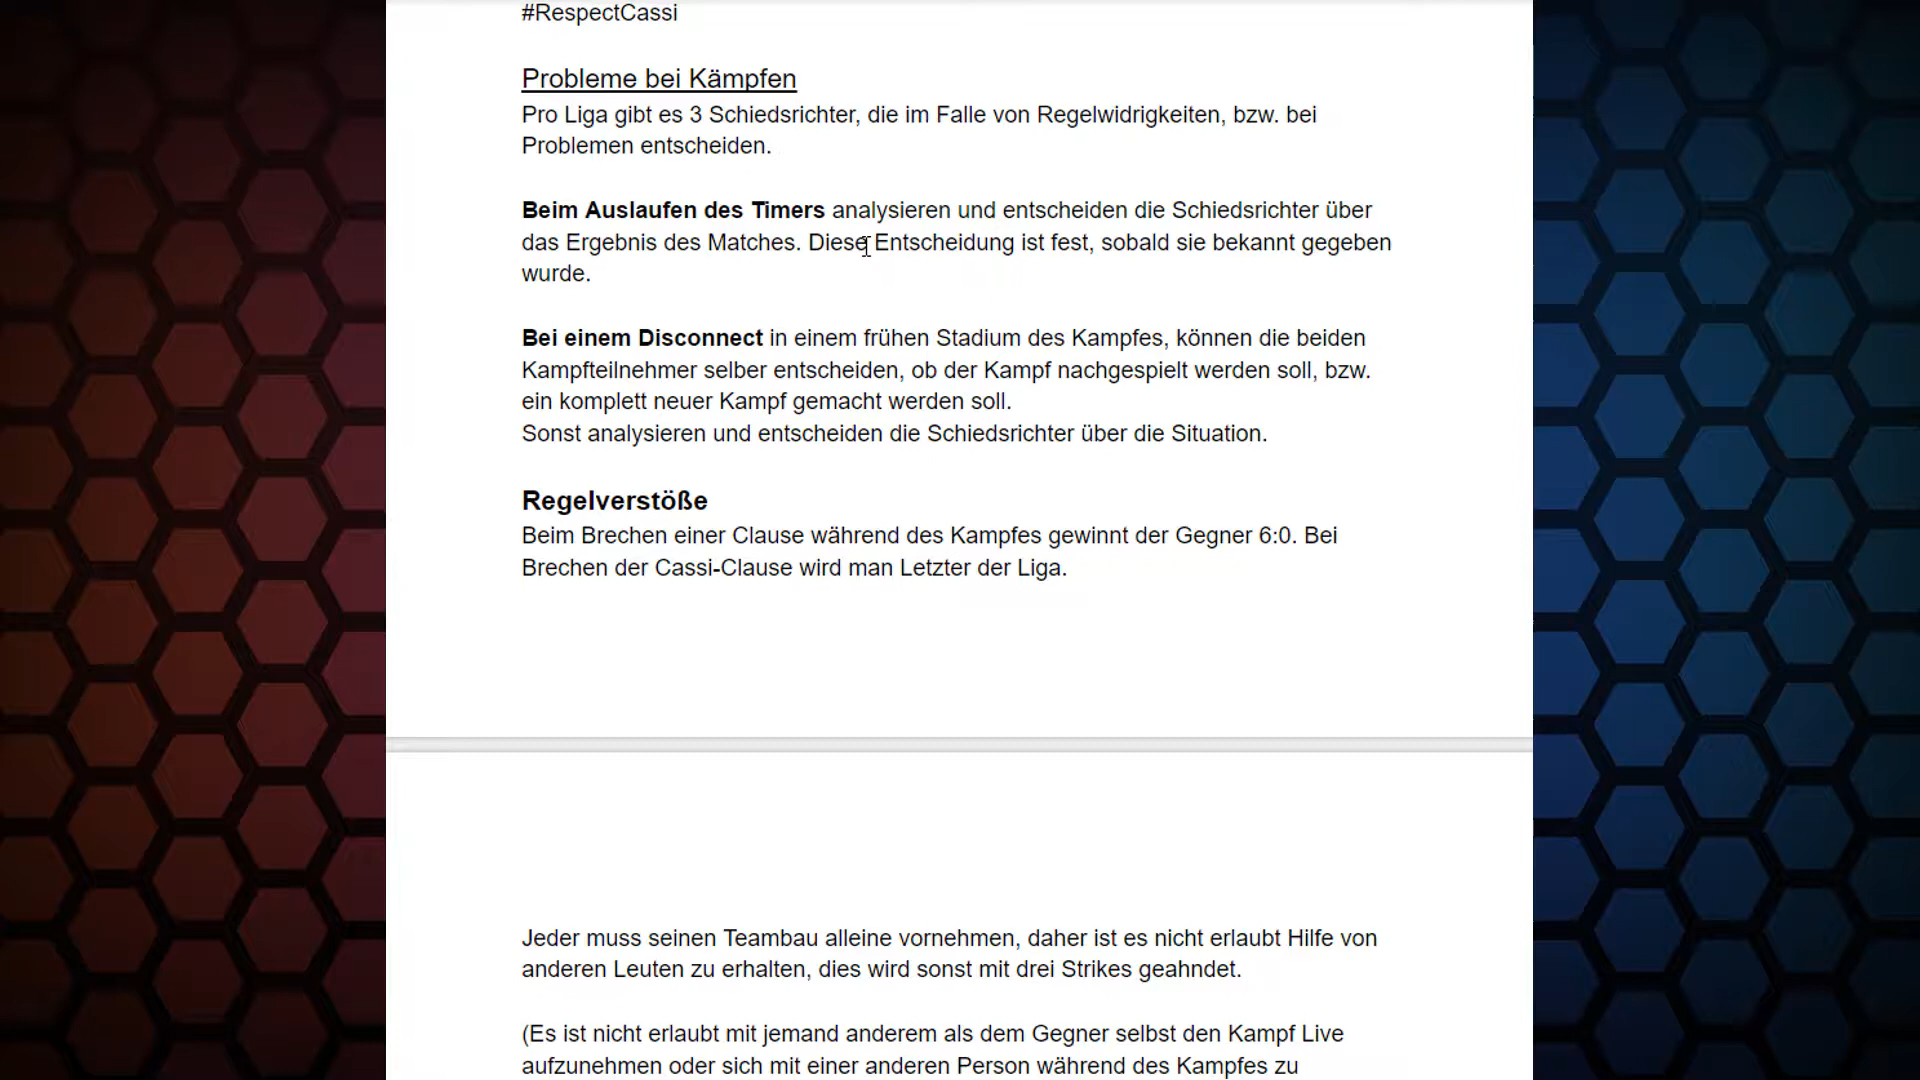 #RespectCassi
Probleme bei Kämpfen
Pro Liga gibt es 3 Schiedsrichter, die im Falle von Regelwidrigkeiten, bzw. bei
Problemen entscheiden.
Beim Auslaufen des Timers analysieren und entscheiden die Schiedsrichter über
das Ergebnis des Matches. Diese Entscheidung ist fest, sobald sie bekannt gegeben
wurde.
Bei einem Disconnect in einem frühen Stadium des Kampfes, können die beiden
Kampfteilnehmer selber entscheiden, ob der Kampf nachgespielt werden soll, bzw.
ein komplett neuer Kampf gemacht werden soll.
Sonst analysieren und entscheiden die Schiedsrichter über die Situation.
Regelverstöße
Beim Brechen einer Clause während des Kampfes gewinnt der Gegner 6:0. Bei
Brechen der Cassi-Clause wird man Letzter der Liga.
Jeder muss seinen Teambau alleine vornehmen, daher ist es nicht erlaubt Hilfe von
anderen Leuten zu erhalten, dies wird sonst mit drei Strikes geahndet.
(Es ist nicht erlaubt mit jemand anderem als dem Gegner selbst den Kampf Live
aufzunehmen oder sich mit einer anderen Person während des Kampfes zu